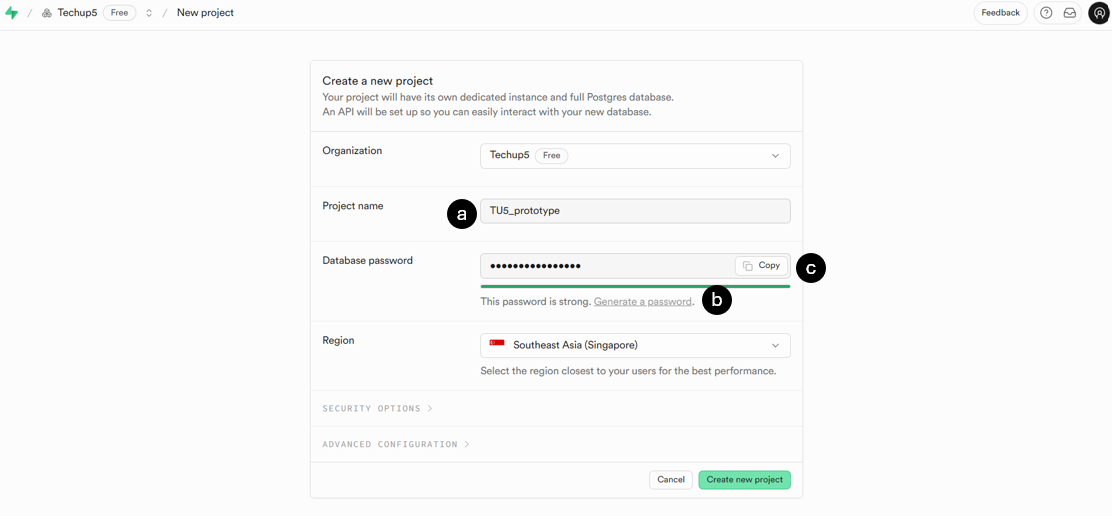 / Techup5 Free / New project Feedback
Create a new project
Your project will have its own dedicated instance and full Postgres database.
An API will be set up so you can easily interact with your new database.
Organization Techup5 Free
Project name a TU5_prototype
Database password •••••••••••••••• Copy c
This password is strong. Generate a password. b
Region Southeast Asia (Singapore)
Select the region closest to your users for the best performance.
SECURITY OPTIONS >
ADVANCED CONFIGURATION >
Cancel Create new project